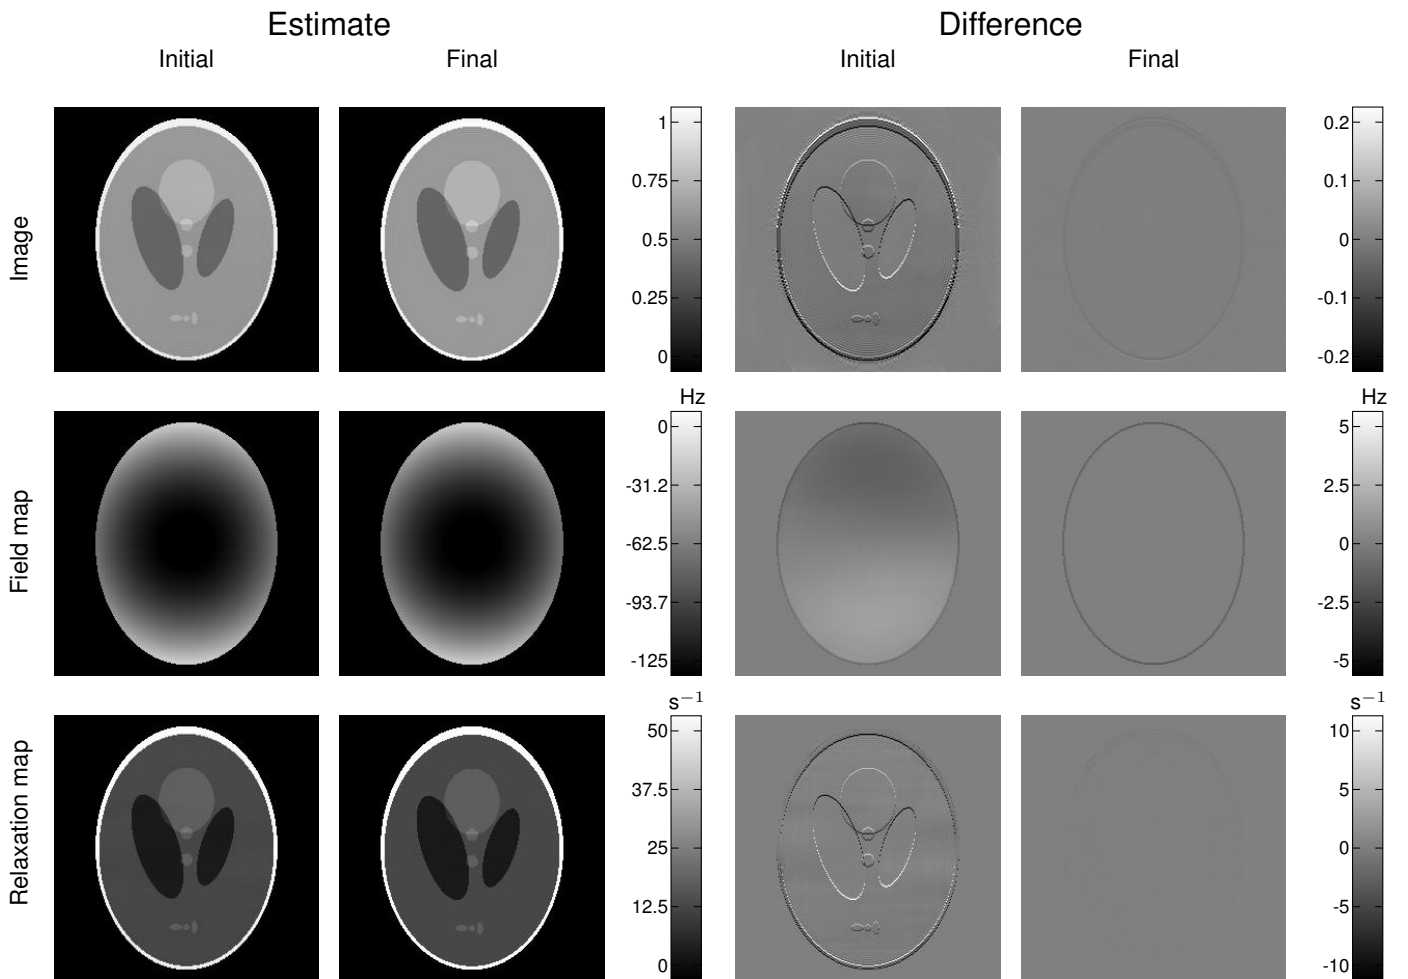 Estimate
Difference
Initial
Final
Initial
Final
Image
1
0.75
0.5
0.25
0
0.2
0.1
0
-0.1
-0.2
Field map
Hz
0
-31.2
-62.5
-93.7
-125
Hz
5
2.5
0
-2.5
-5
Relaxation map
s⁻¹
50
37.5
25
12.5
0
s⁻¹
10
5
0
-5
-10